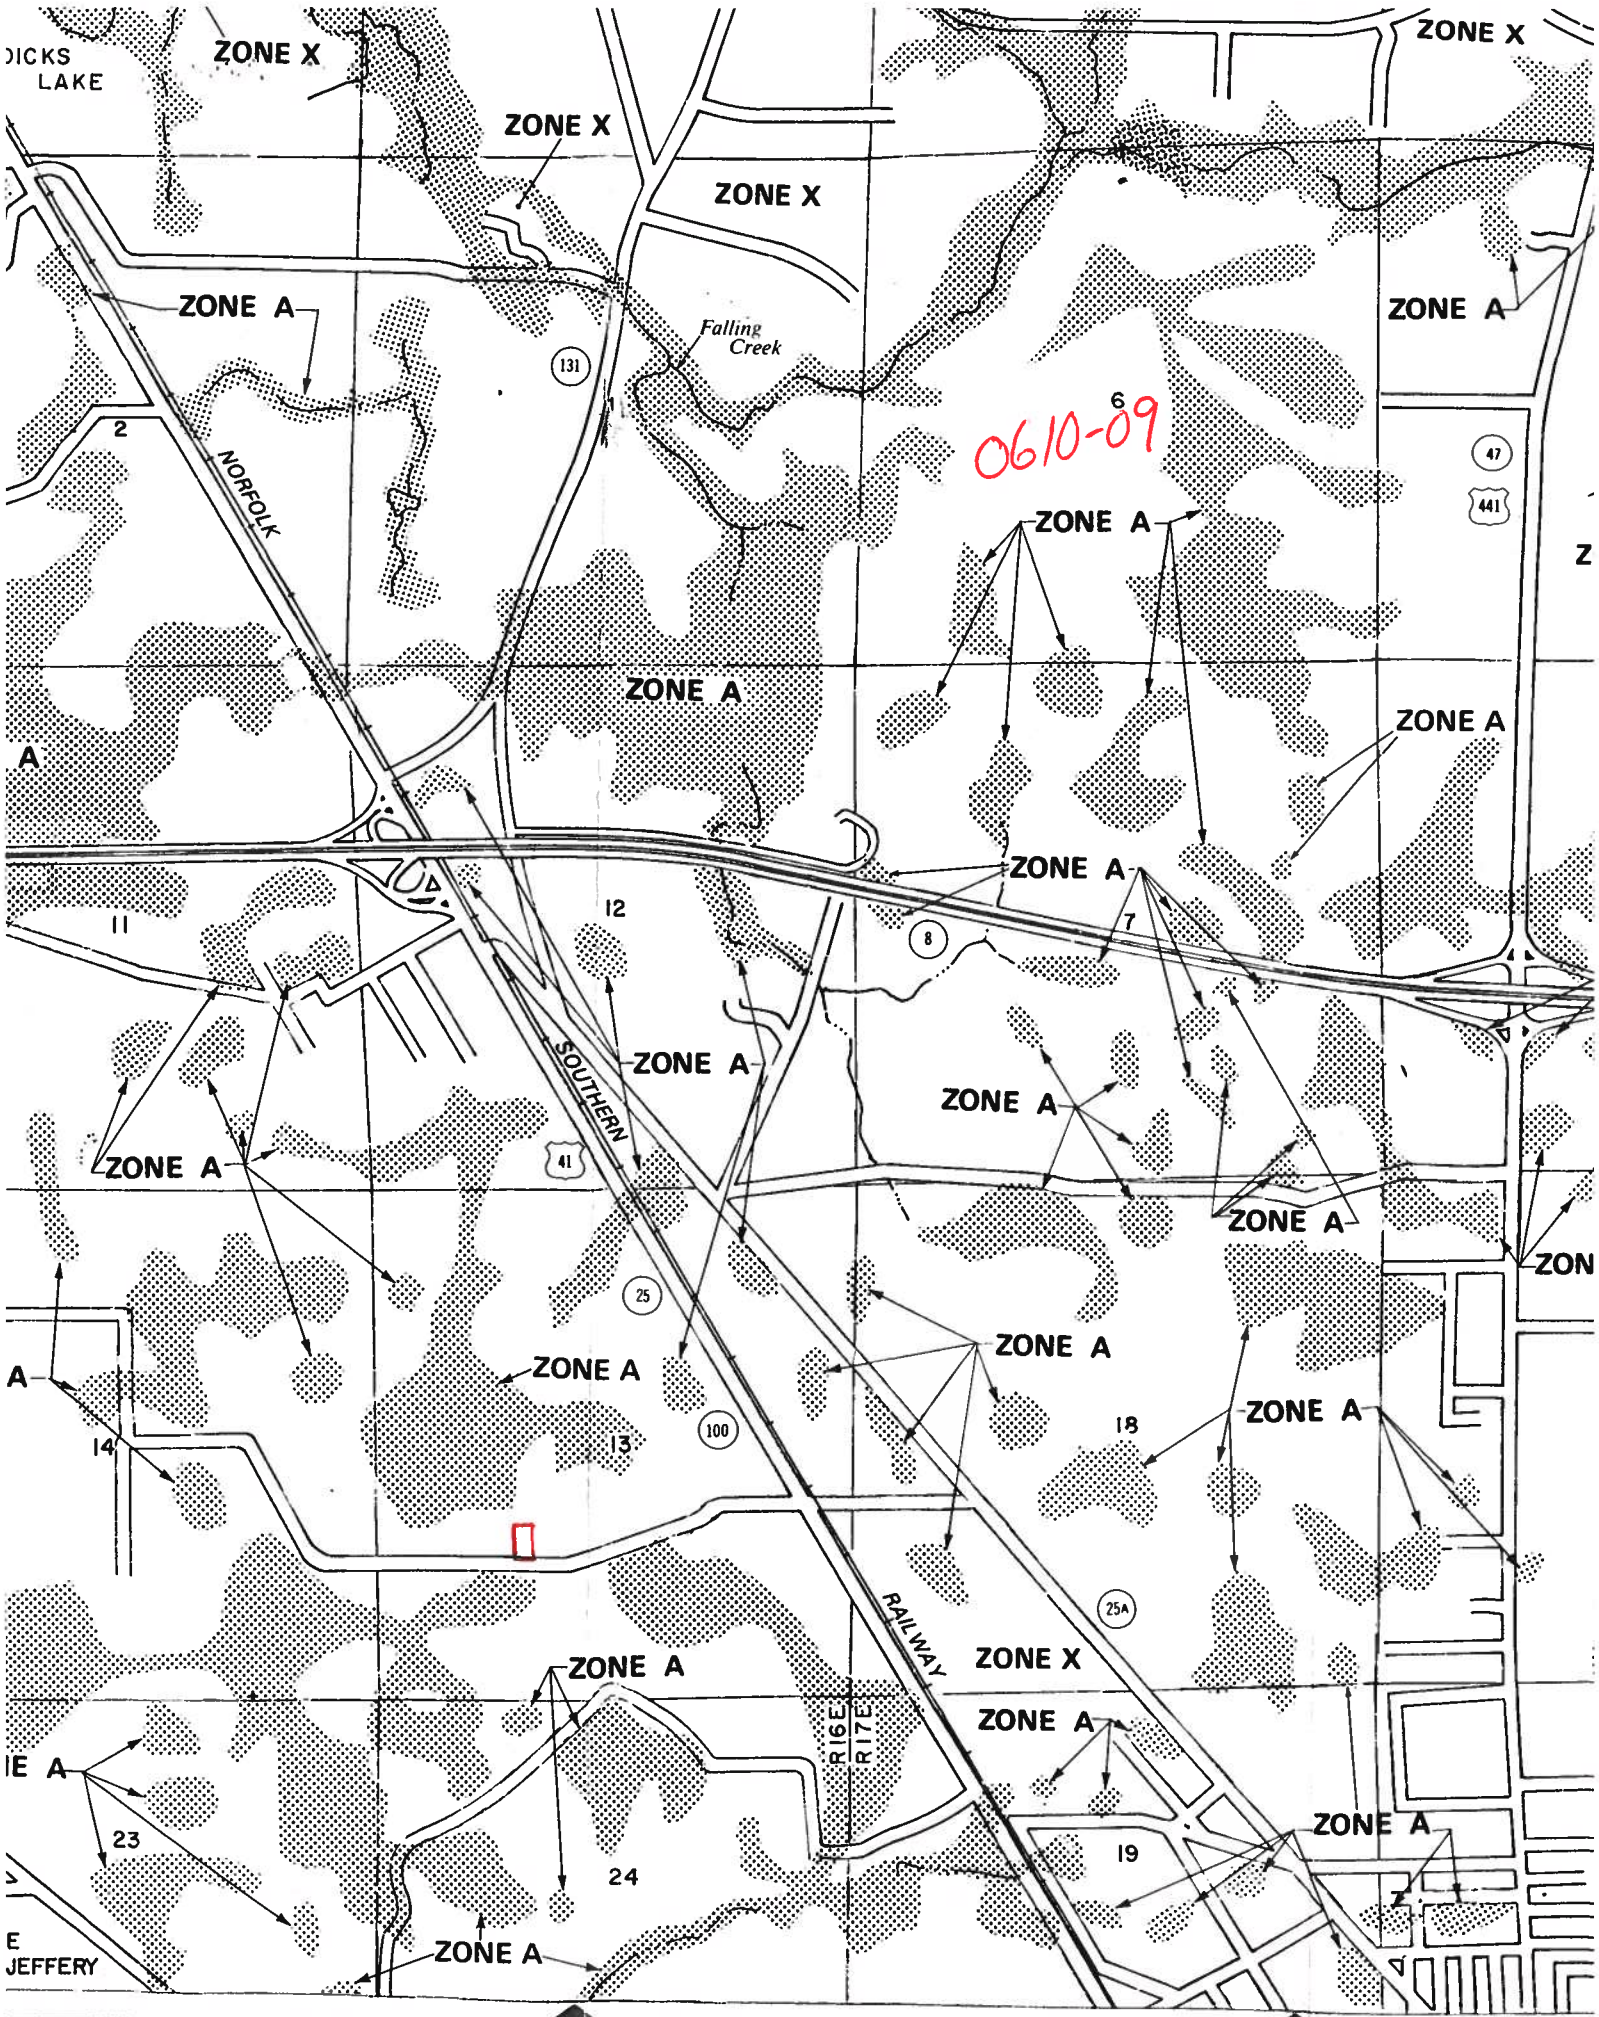 DICKS
LAKE
ZONE X
ZONE X
ZONE X
ZONE X
ZONE A
ZONE A
Falling
Creek
131
6
0610-09
2
NORFOLK
47
441
ZONE A
Z
ZONE A
ZONE A
A
ZONE A
12
11
8
7
SOUTHERN
ZONE A
ZONE A
ZONE A
41
ZONE A
ZON
25
ZONE A
ZONE A
A
ZONE A
100
18
13
14
25A
RAILWAY
ZONE X
ZONE A
R16E
R17E
ZONE A
IE A
ZONE A
23
19
24
E
JEFFERY
ZONE A